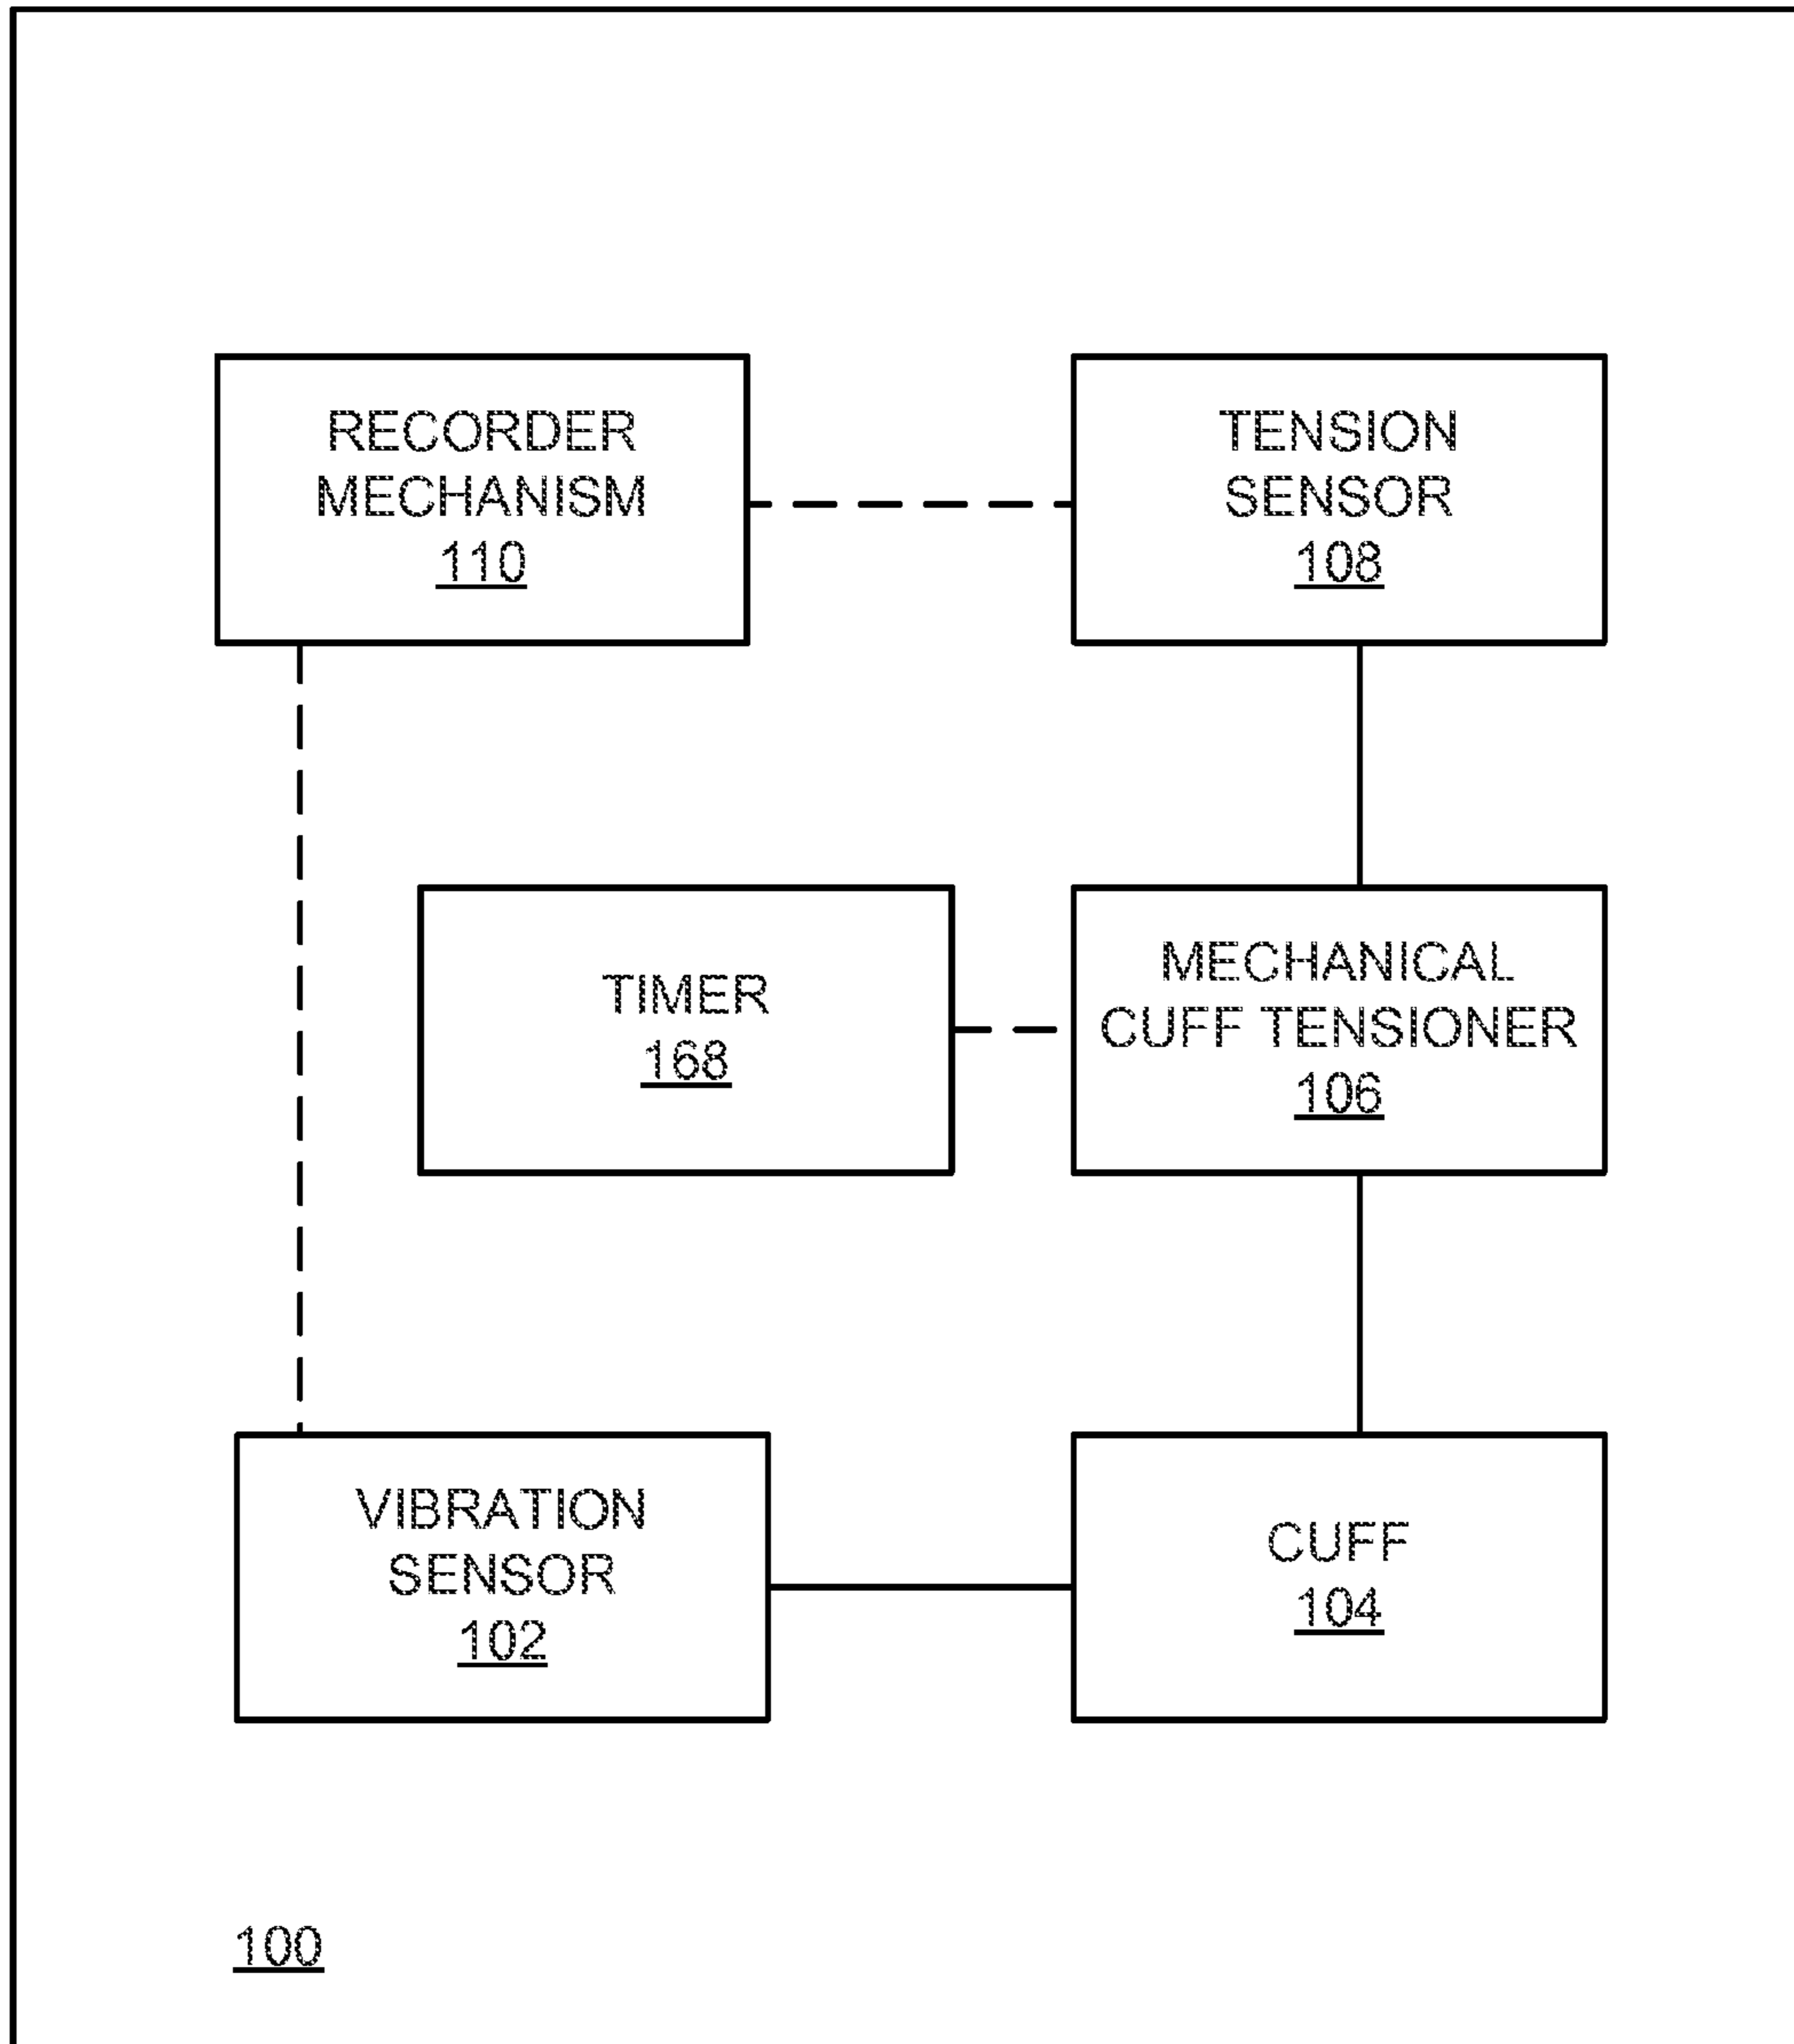 RECORDER
MECHANISM
110
TENSION
SENSOR
108
TIMER
168
MECHANICAL
CUFF TENSIONER
106
VIBRATION
SENSOR
102
CUFF
104
100